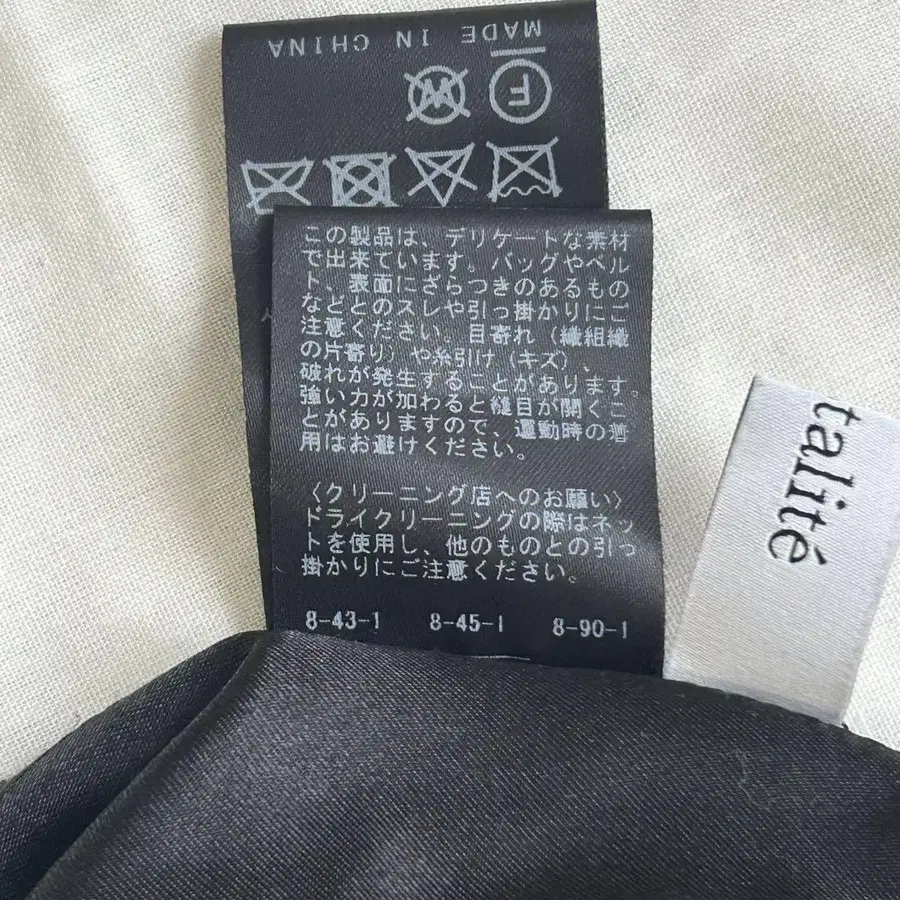 MADE IN CHINA
F
W
この製品は、デリケートな素材
で出来ています。バッグやベル
ト、表面にざらつきのあるもの
などとのスレや引っ掛かりにご
注意ください。目寄れ（繊組織
の片寄り）や糸引け（キズ）、
破れが発生することがあります。
強い力が加わると縫目が開くこ
とがありますので、運動時の着
用はお避けください。
〈クリーニング店へのお願い〉
ドライクリーニングの際はネッ
トを使用し、他のものとの引っ
掛かりにご注意ください。
8-43-1 8-45-1 8-90-1
talité